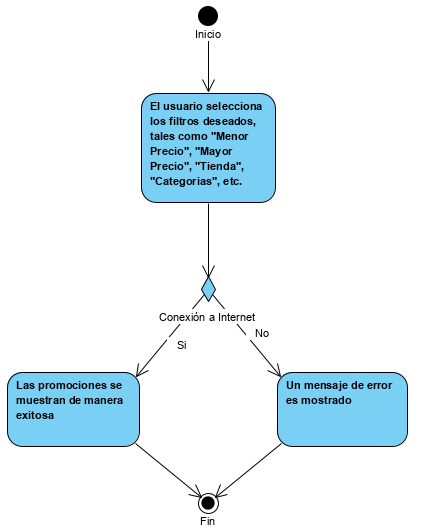 Inicio
El usuario selecciona
los filtros deseados,
tales como "Menor
Precio", "Mayor
Precio", "Tienda",
"Categorias", etc.
Conexión a Internet
Si
No
Las promociones se
muestran de manera
exitosa
Un mensaje de error
es mostrado
Fin